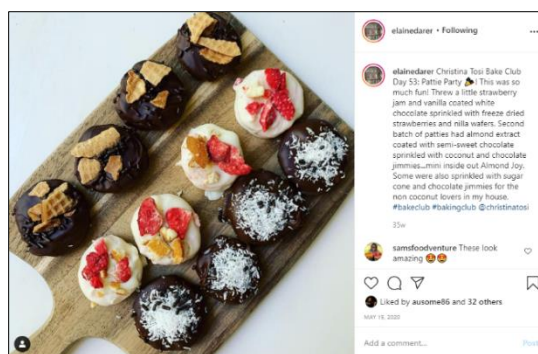 elainedarer • Following
elainedarer Christina Tosi Bake Club
Day 53: Pattie Party 🎉! This was
so much fun! Threw a little strawberry
jam and vanilla coated white
chocolate sprinkled with freeze dried
strawberries and nilla wafers. Second
batch of patties had almond extract
coated with semi-sweet chocolate
sprinkled with coconut and chocolate
jimmies...mini inside out Almond Joy.
Some were also sprinkled with sugar
cone and chocolate jimmies for the
non coconut lovers in my house.
#bakeclub #bakingclub @christinatosi
35w
samsfoodventure These look
amazing 😍😍
Liked by ausome86 and 32 others
MAY 19, 2020
Add a comment...
Post